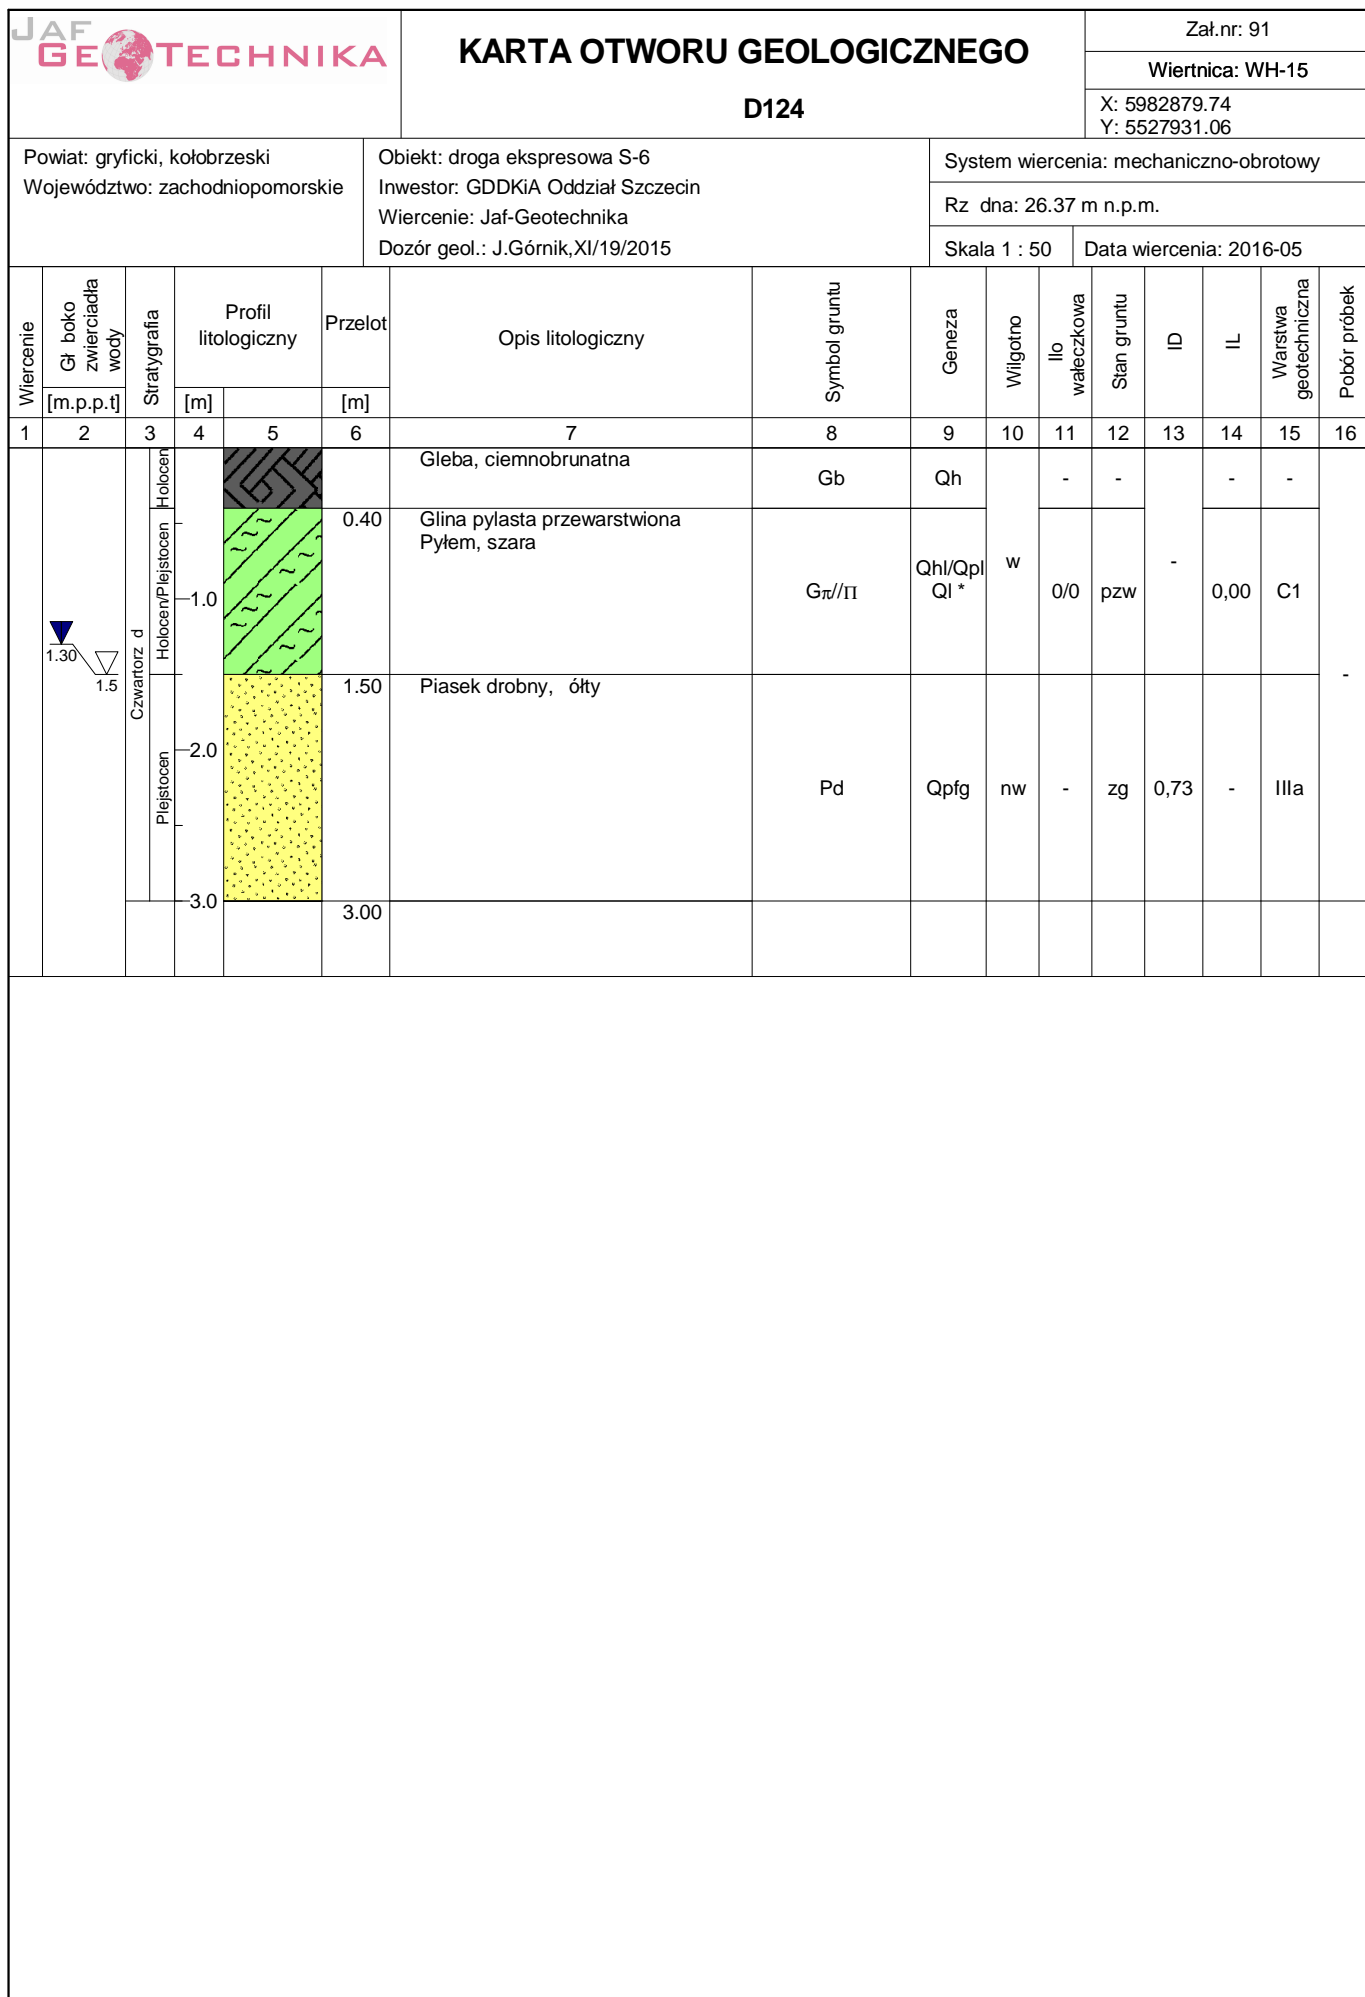 JAF
GEOTECHNIKA
KARTA OTWORU GEOLOGICZNEGO
D124
Zał.nr: 91
Wiertnica: WH-15
X: 5982879.74
Y: 5527931.06
Powiat: gryficki, kołobrzeski
Województwo: zachodniopomorskie
Obiekt: droga ekspresowa S-6
Inwestor: GDDKiA Oddział Szczecin
Wiercenie: Jaf-Geotechnika
Dozór geol.: J.Górnik,XI/19/2015
System wiercenia: mechaniczno-obrotowy
Rz dna: 26.37 m n.p.m.
Skala 1 : 50
Data wiercenia: 2016-05
Wiercenie
Gł boko
zwierciadła
wody
[m.p.p.t]
Stratygrafia
Profil
litologiczny
[m]
Przelot
[m]
Opis litologiczny
Symbol gruntu
Geneza
Wilgotno
Ilo
wałeczkowa
Stan gruntu
ID
IL
Warstwa
geotechniczna
Pobór próbek
1 2 3 4 5 6 7 8 9 10 11 12 13 14 15 16
Holocen
Gleba, ciemnobrunatna
Gb
Qh
- - - -
Holocen/Plejstocen
0.40
Glina pylasta przewarstwiona
Pyłem, szara
Gπ//Π
Qhl/Qpl
Ql *
w
0/0
pzw
-
0,00
C1
1.0
1.30
1.5
Czwartorz d
-
1.50
Piasek drobny, ółty
2.0
Plejstocen
Pd
Qpfg
nw
-
zg
0,73
-
IIIa
3.0
3.00